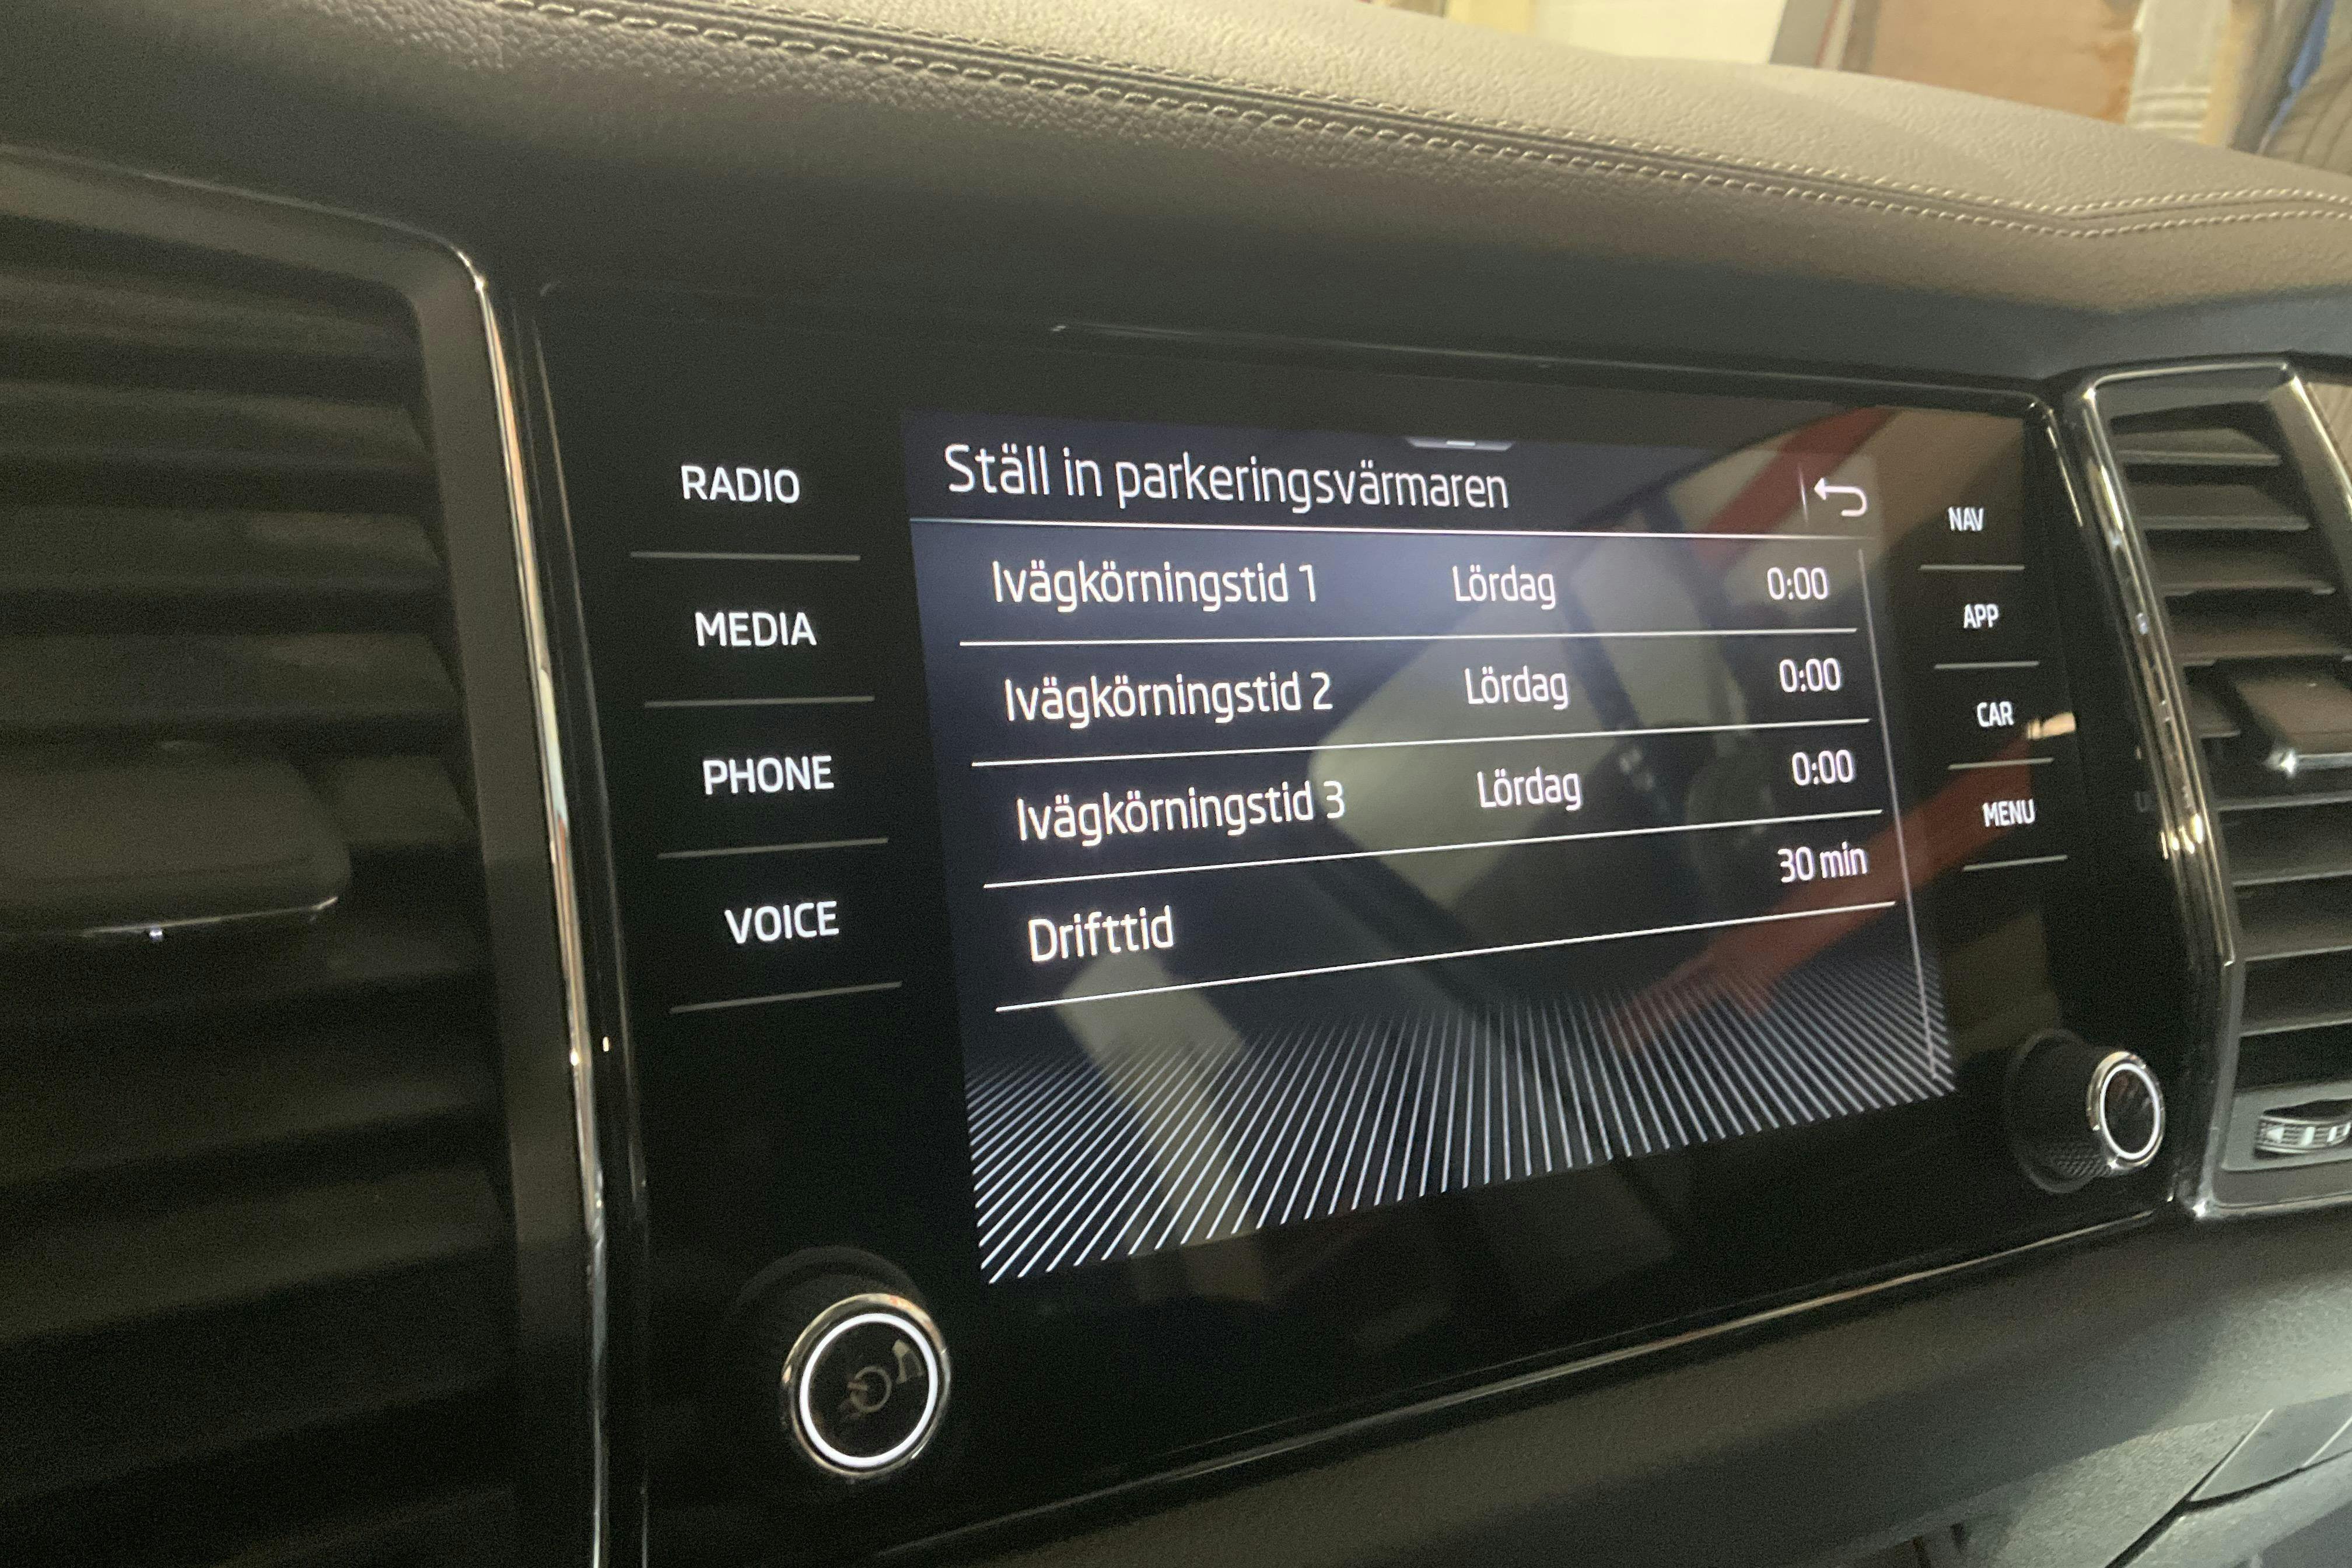 Ställ in parkeringsvärmaren
RADIO
MEDIA
PHONE
VOICE
Ivägkörningstid 1 Lördag 0:00
Ivägkörningstid 2 Lördag 0:00
Ivägkörningstid 3 Lördag 0:00
Drifttid 30 min
NAV
APP
CAR
MENU